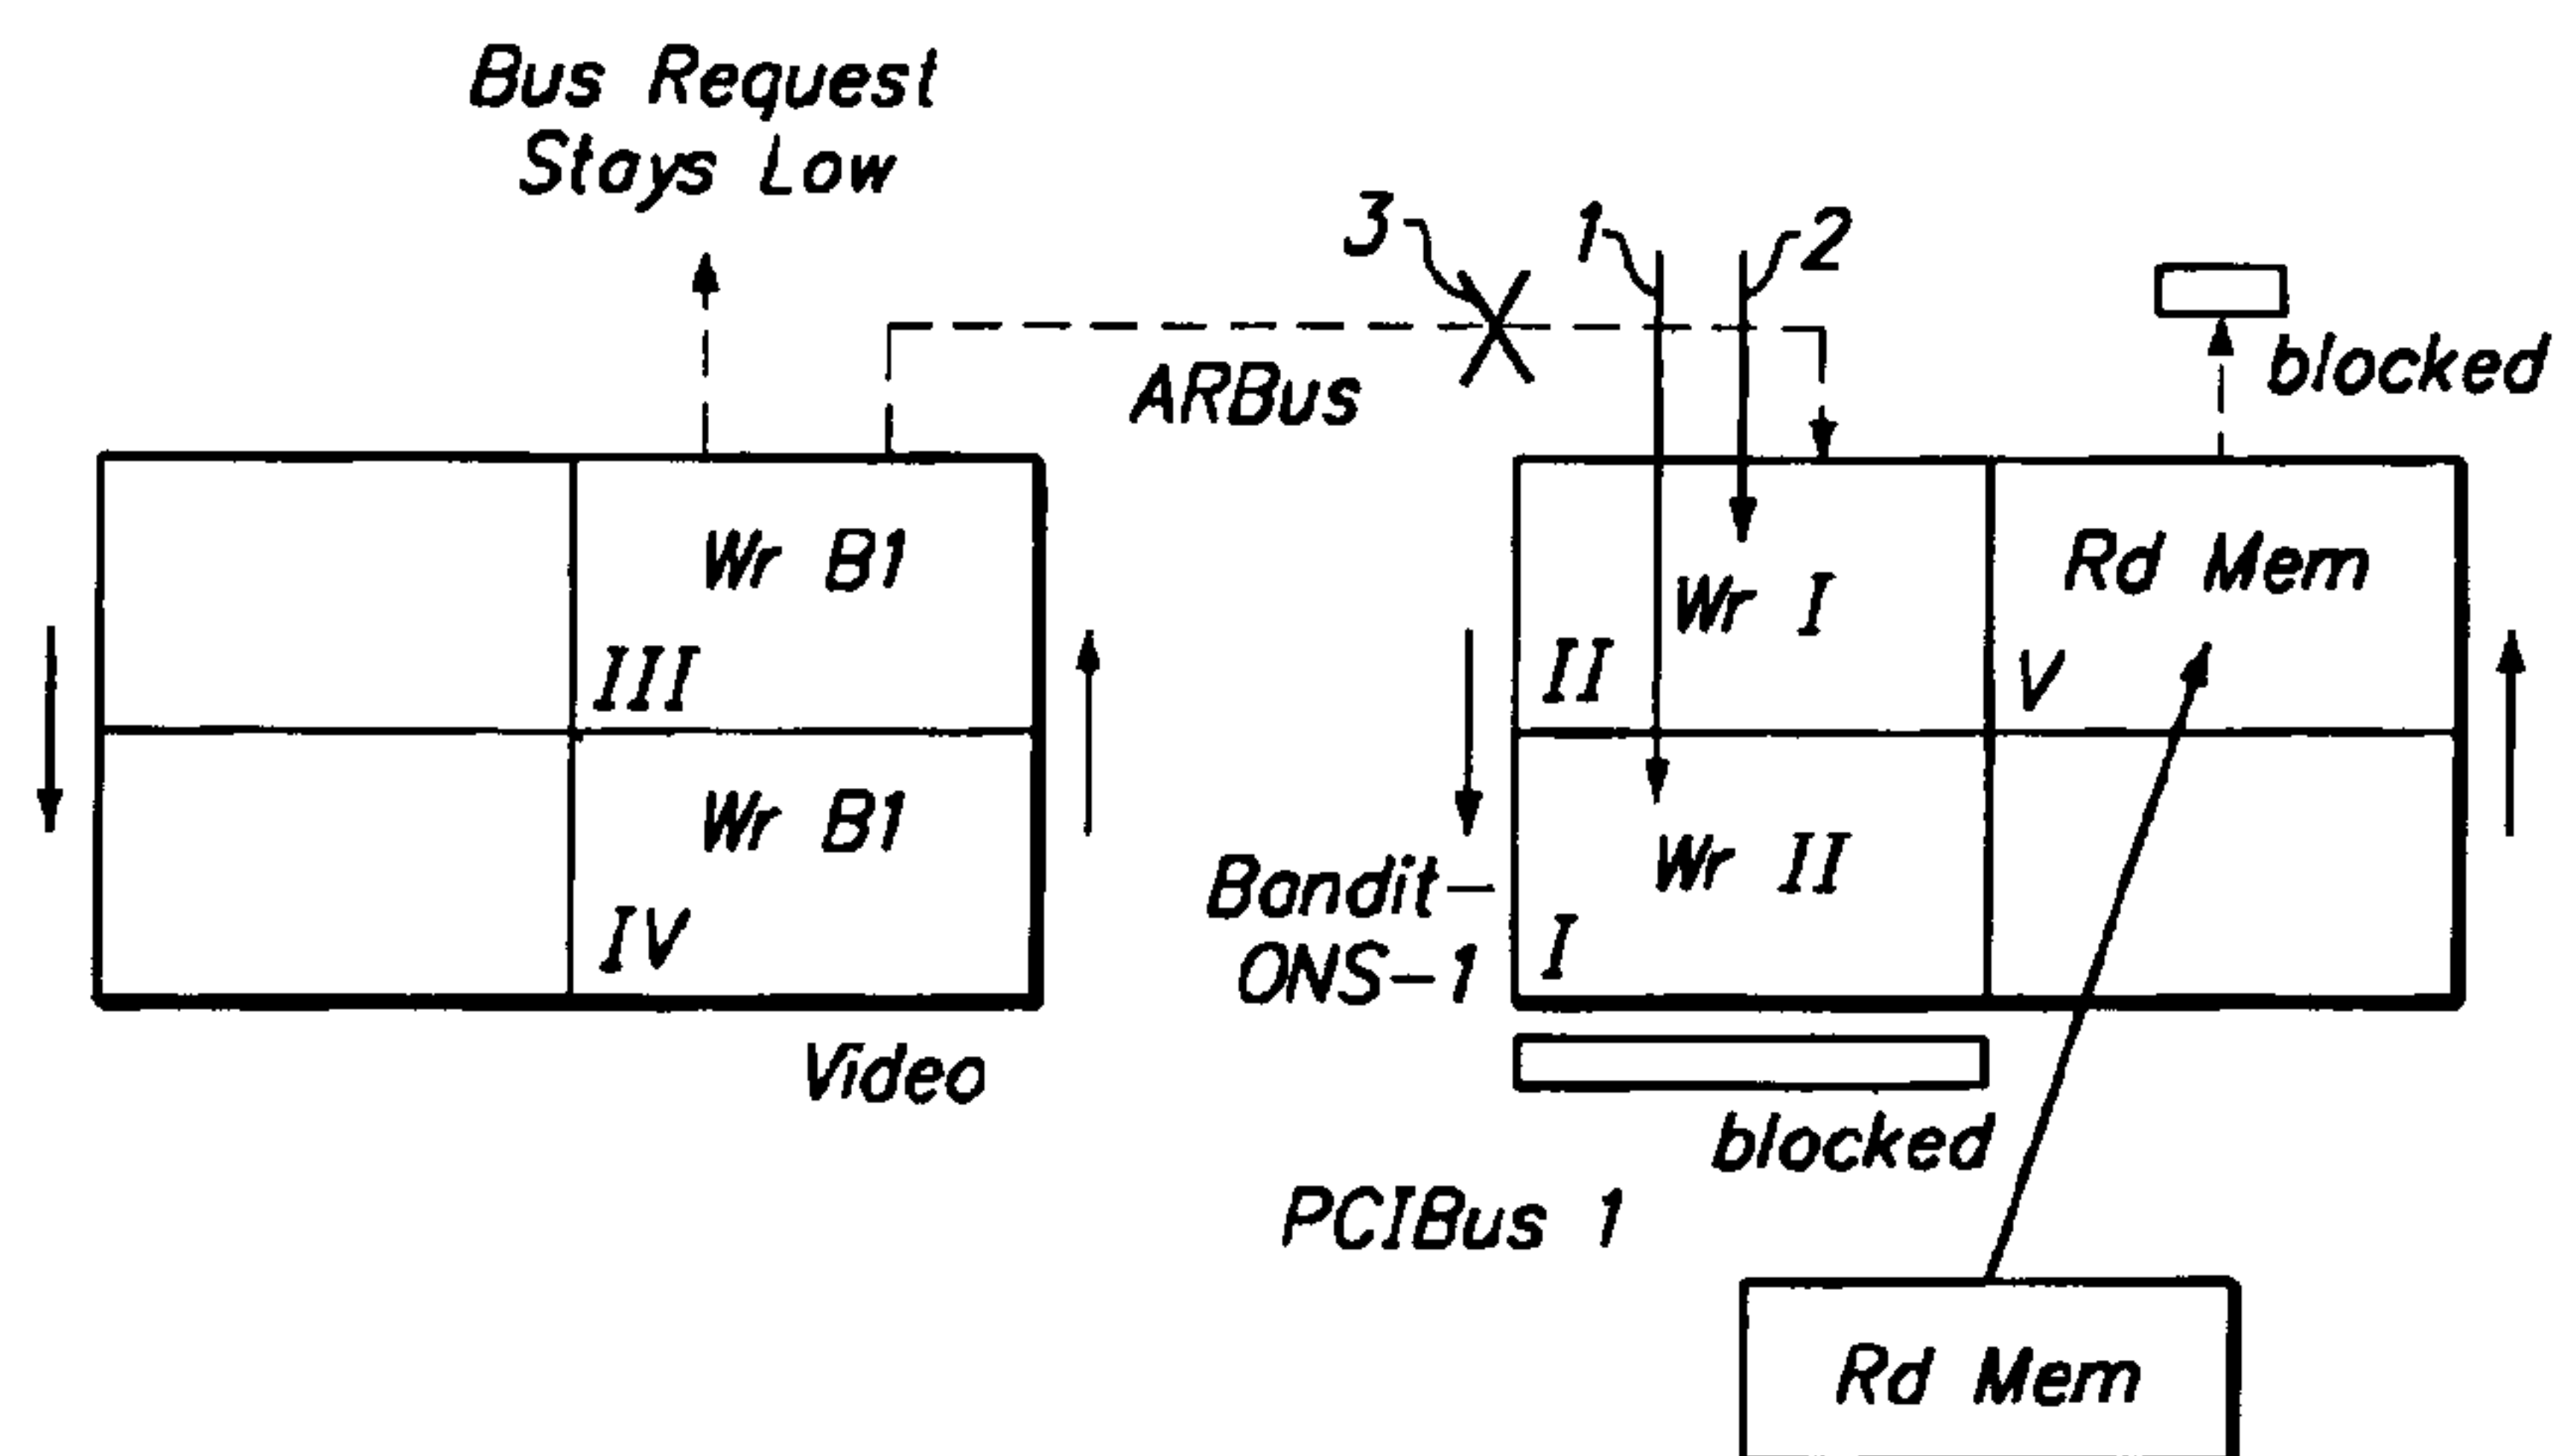 Bus Request
Stays Low
3
1
2
blocked
ARBus
Wr B1
III
Wr B1
IV
Video
Wr I
II
Rd Mem
V
Wr II
I
Bandit-
ONS-1
blocked
PCIBus 1
Rd Mem